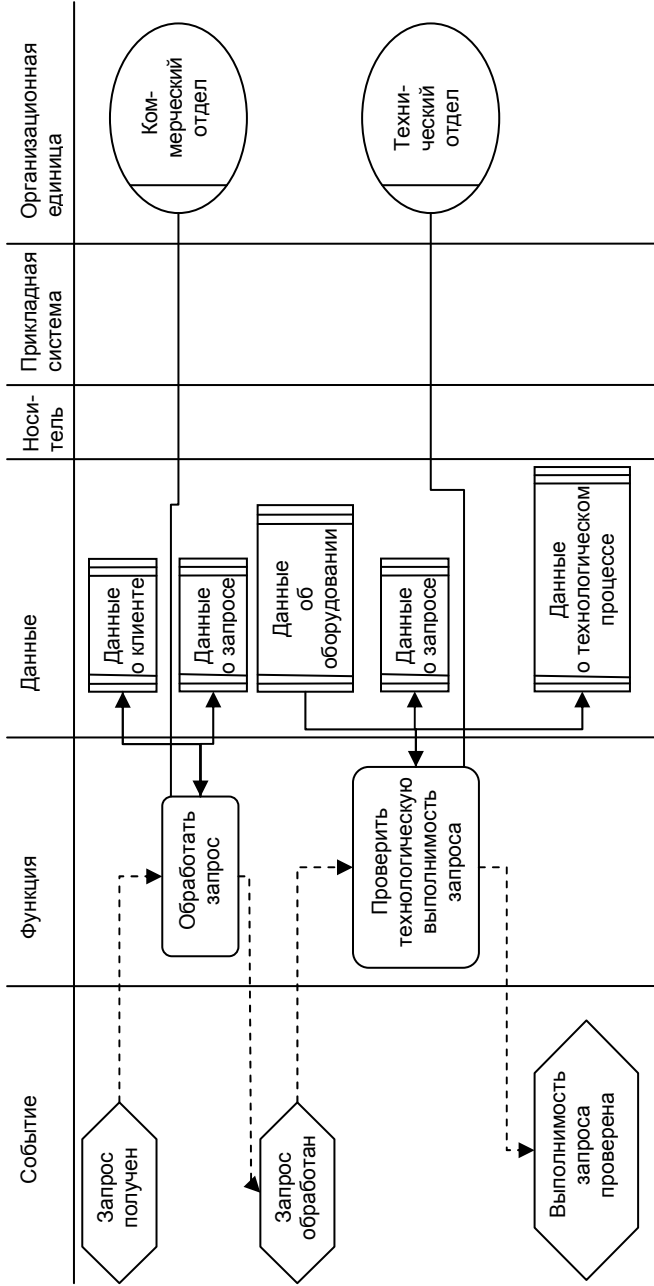 Событие
Функция
Данные
Носи-
тель
Прикладная
система
Организационная
единица
Запрос
получен
Обработать
запрос
Данные
о клиенте
Данные
о запросе
Ком-
мерческий
отдел
Запрос
обработан
Данные
об
оборудовании
Проверить
технологическую
выполнимость
запроса
Данные
о запросе
Техни-
ческий
отдел
Выполнимость
запроса
проверена
Данные
о технологическом
процессе